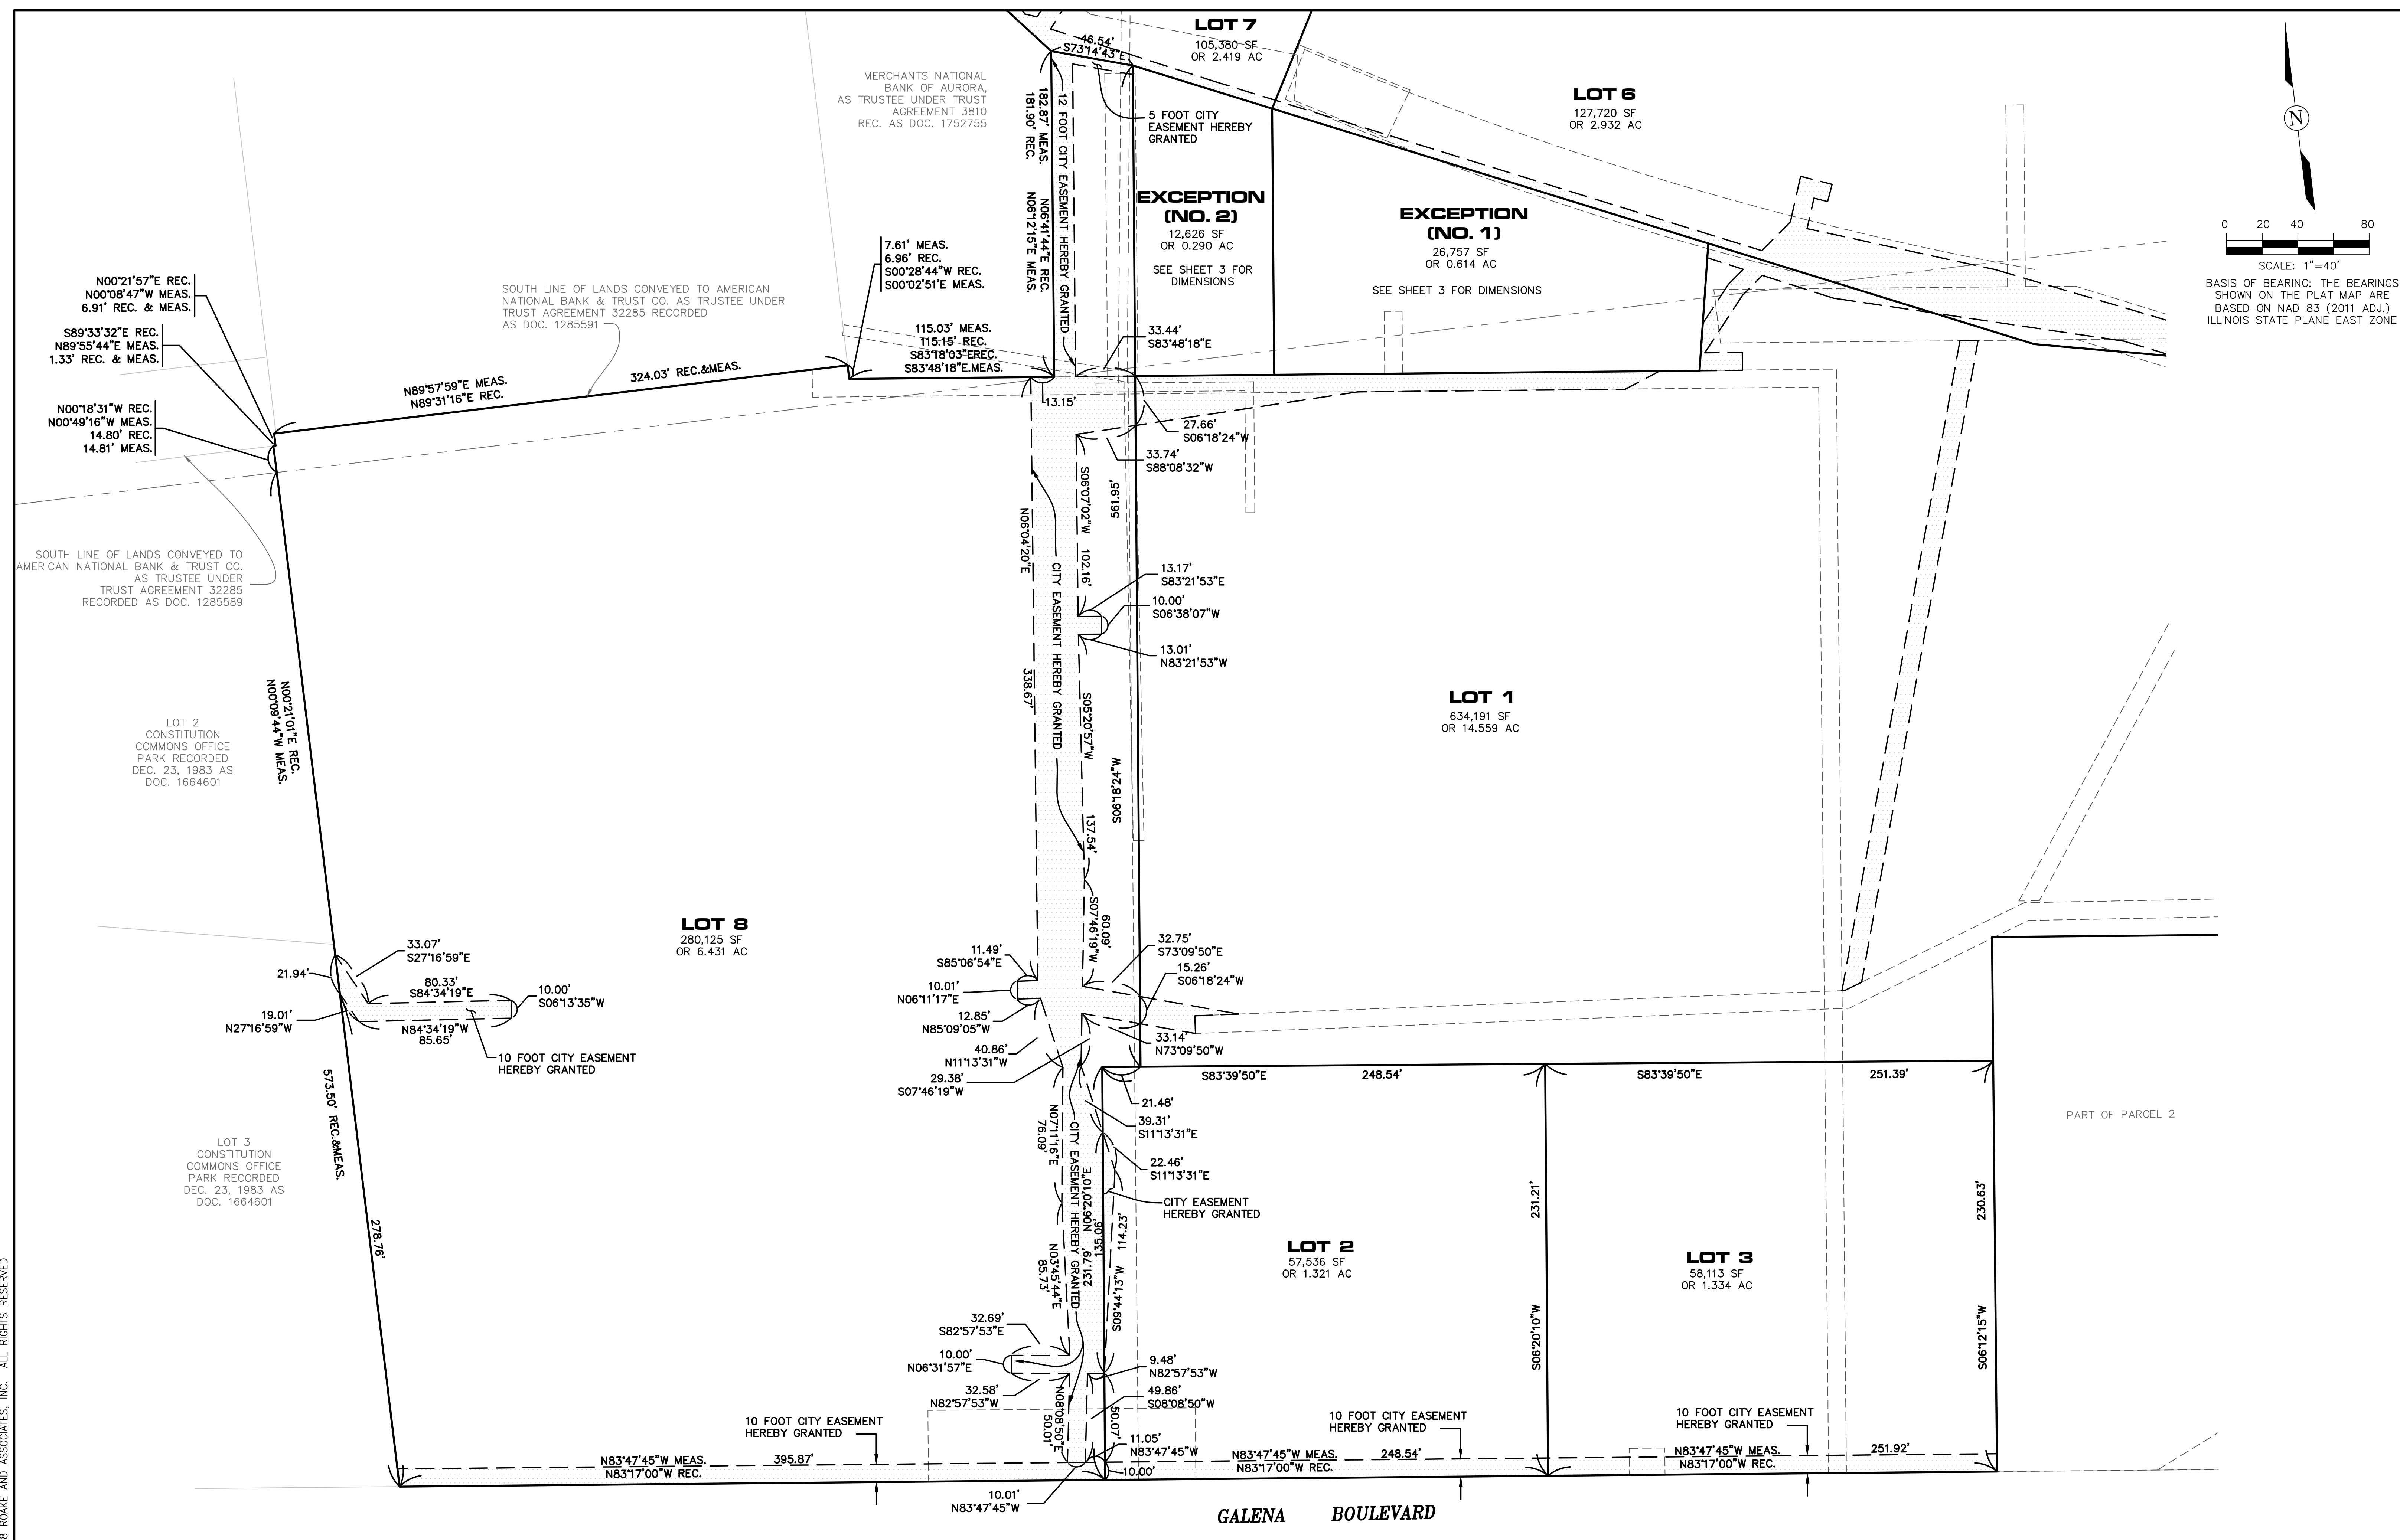 LOT 7
105,380 SF
OR 2.419 AC
46.54'
S73°14'43"E
MERCHANTS NATIONAL
BANK OF AURORA,
AS TRUSTEE UNDER TRUST
AGREEMENT 3810
REC. AS DOC. 1752755
182.87' MEAS.
181.90' REC.
N06°41'44"E REC.
N06°12'15"E MEAS.
12 FOOT CITY EASEMENT HEREBY GRANTED
5 FOOT CITY
EASEMENT HEREBY
GRANTED
LOT 6
127,720 SF
OR 2.932 AC
N
0 20 40 80
SCALE: 1"=40'
BASIS OF BEARING: THE BEARINGS
SHOWN ON THE PLAT MAP ARE
BASED ON NAD 83 (2011 ADJ.)
ILLINOIS STATE PLANE EAST ZONE
EXCEPTION
(NO. 2)
12,626 SF
OR 0.290 AC
SEE SHEET 3 FOR
DIMENSIONS
EXCEPTION
(NO. 1)
26,757 SF
OR 0.614 AC
SEE SHEET 3 FOR DIMENSIONS
7.61' MEAS.
6.96' REC.
S00°28'44"W REC.
S00°02'51"E MEAS.
N00°21'57"E REC.
N00°08'47"W MEAS.
6.91' REC. & MEAS.
S89°33'32"E REC.
N89°55'44"E MEAS.
1.33' REC. & MEAS.
N00°18'31"W REC.
N00°49'16"W MEAS.
14.80' REC.
14.81' MEAS.
SOUTH LINE OF LANDS CONVEYED TO AMERICAN
NATIONAL BANK & TRUST CO. AS TRUSTEE UNDER
TRUST AGREEMENT 32285 RECORDED
AS DOC. 1285591
N89°57'59"E MEAS.
N89°31'16"E REC.
324.03' REC.&MEAS.
115.03' MEAS.
115.15' REC.
S83°18'03"EREC.
S83°48'18"E.MEAS.
33.44'
S83°48'18"E
13.15'
27.66'
S06°18'24"W
33.74'
S88°08'32"W
SOUTH LINE OF LANDS CONVEYED TO
AMERICAN NATIONAL BANK & TRUST CO.
AS TRUSTEE UNDER
TRUST AGREEMENT 32285
RECORDED AS DOC. 1285589
N06°04'20"E
338.67'
CITY EASEMENT HEREBY GRANTED
S06°07'02"W
102.16'
561.95'
S06°18'24"W
13.17'
S83°21'53"E
10.00'
S06°38'07"W
13.01'
N83°21'53"W
S05°20'57"W
137.54'
S07°46'19"W
60.09'
LOT 1
634,191 SF
OR 14.559 AC
LOT 2
CONSTITUTION
COMMONS OFFICE
PARK RECORDED
DEC. 23, 1983 AS
DOC. 1664601
N00°21'01"E REC.
N00°09'44"W MEAS.
LOT 8
280,125 SF
OR 6.431 AC
33.07'
S27°16'59"E
21.94'
80.33'
S84°34'19"E
10.00'
S06°13'35"W
19.01'
N27°16'59"W
N84°34'19"W
85.65'
10 FOOT CITY EASEMENT
HEREBY GRANTED
11.49'
S85°06'54"E
10.01'
N06°11'17"E
12.85'
N85°09'05"W
40.86'
N11°13'31"W
29.38'
S07°46'19"W
32.75'
S73°09'50"E
15.26'
S06°18'24"W
33.14'
N73°09'50"W
S83°39'50"E 248.54'
S83°39'50"E 251.39'
21.48'
39.31'
S11°13'31"E
22.46'
S11°13'31"E
CITY EASEMENT
HEREBY GRANTED
PART OF PARCEL 2
573.50' REC.&MEAS.
278.76'
LOT 3
CONSTITUTION
COMMONS OFFICE
PARK RECORDED
DEC. 23, 1983 AS
DOC. 1664601
N07°11'16"E
76.09'
CITY EASEMENT HEREBY GRANTED
N06°20'10"E
231.79'
135.06'
114.23'
S09°44'13"W
N03°45'44"E
85.73'
LOT 2
57,536 SF
OR 1.321 AC
231.21'
S06°20'10"W
LOT 3
58,113 SF
OR 1.334 AC
230.63'
S06°12'15"W
32.69'
S82°57'53"E
10.00'
N06°31'57"E
32.58'
N82°57'53"W
9.48'
N82°57'53"W
49.86'
S08°08'50"W
N08°08'50"E
50.01'
50.07'
11.05'
N83°47'45"W
10.00'
10.01'
N83°47'45"W
10 FOOT CITY EASEMENT
HEREBY GRANTED
10 FOOT CITY EASEMENT
HEREBY GRANTED
10 FOOT CITY EASEMENT
HEREBY GRANTED
N83°47'45"W MEAS. 395.87'
N83°17'00"W REC.
N83°47'45"W MEAS. 248.54'
N83°17'00"W REC.
N83°47'45"W MEAS. 251.92'
N83°17'00"W REC.
GALENA BOULEVARD
8 ROAKE AND ASSOCIATES, INC. ALL RIGHTS RESERVED